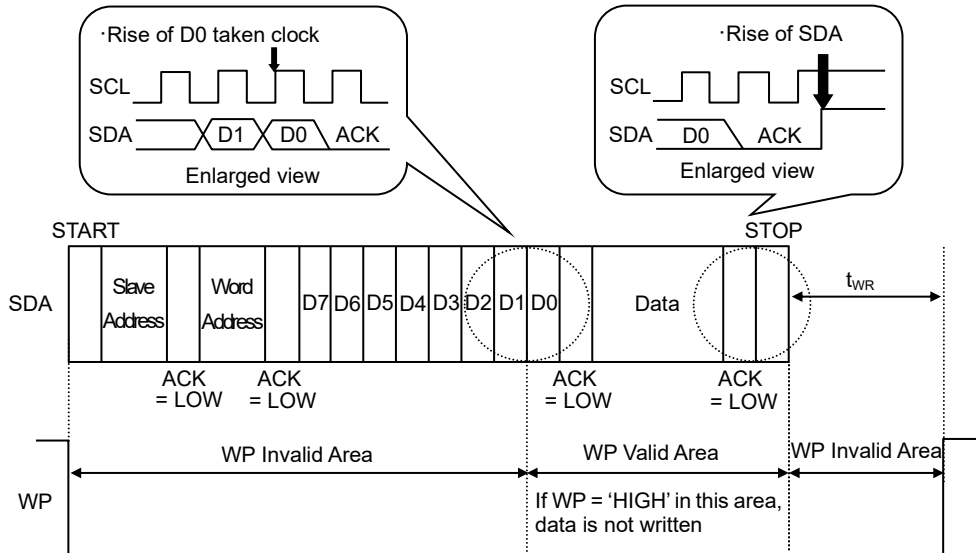 ·Rise of D0 taken clock
SCL
SDA
D1
D0
ACK
Enlarged view
·Rise of SDA
SCL
SDA
D0
ACK
Enlarged view
START
STOP
SDA
Slave
Address
Word
Address
D7
D6
D5
D4
D3
D2
D1
D0
Data
tWR
ACK
= LOW
ACK
= LOW
ACK
= LOW
ACK
= LOW
WP
WP Invalid Area
WP Valid Area
WP Invalid Area
If WP = ‘HIGH’ in this area,
data is not written